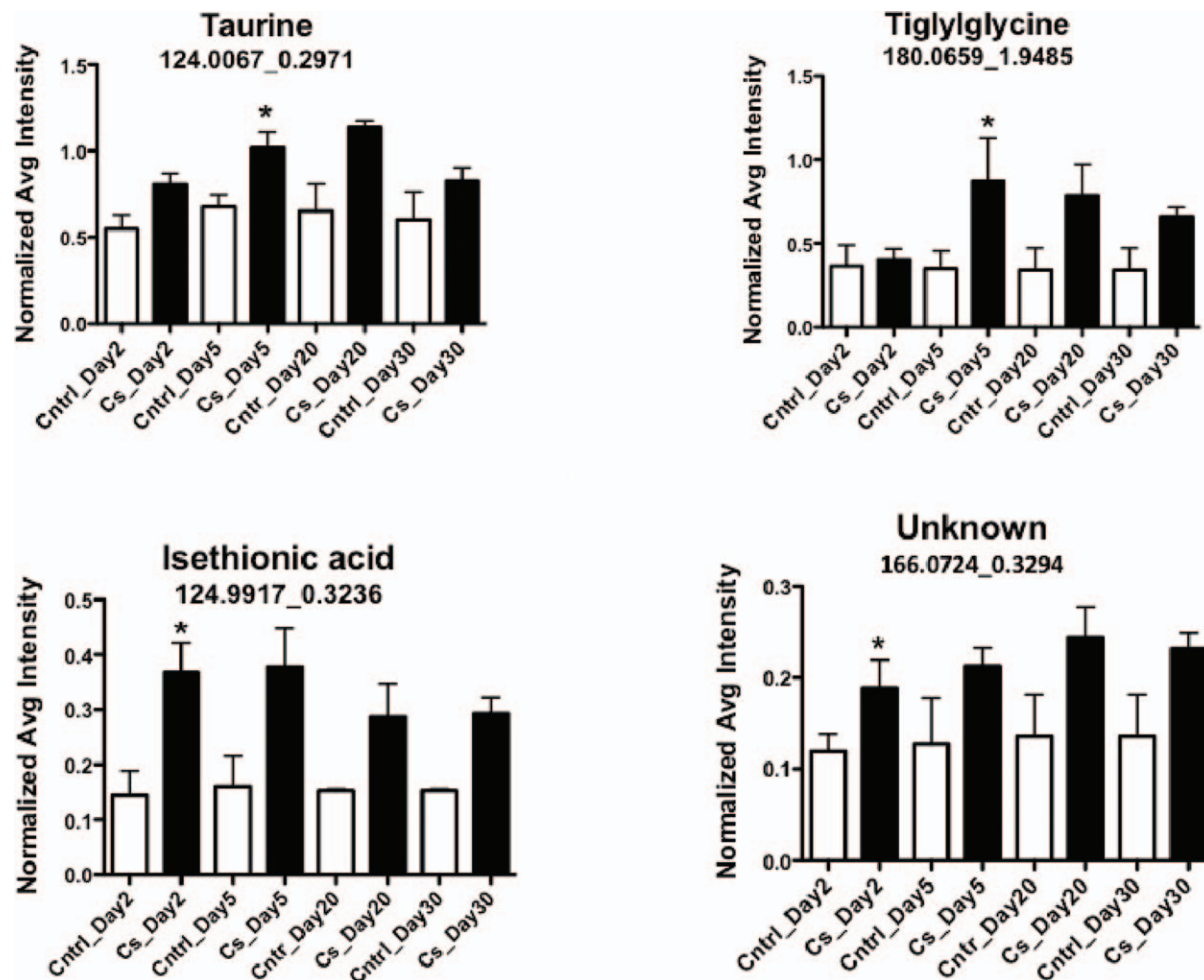 Taurine
124.0067_0.2971
Normalized Avg Intensity
1.5
1.0
0.5
0.0
*
Cntrl_Day2
Cs_Day2
Cntrl_Day5
Cs_Day5
Cntr_Day20
Cs_Day20
Cntrl_Day30
Cs_Day30
Tiglylglycine
180.0659_1.9485
Normalized Avg Intensity
1.5
1.0
0.5
0.0
*
Cntrl_Day2
Cs_Day2
Cntrl_Day5
Cs_Day5
Cntr_Day20
Cs_Day20
Cntrl_Day30
Cs_Day30
Isethionic acid
124.9917_0.3236
Normalized Avg Intensity
0.5
0.4
0.3
0.2
0.1
0.0
*
Cntrl_Day2
Cs_Day2
Cntrl_Day5
Cs_Day5
Cntr_Day20
Cs_Day20
Cntrl_Day30
Cs_Day30
Unknown
166.0724_0.3294
Normalized Avg Intensity
0.3
0.2
0.1
0.0
*
Cntrl_Day2
Cs_Day2
Cntrl_Day5
Cs_Day5
Cntr_Day20
Cs_Day20
Cntrl_Day30
Cs_Day30